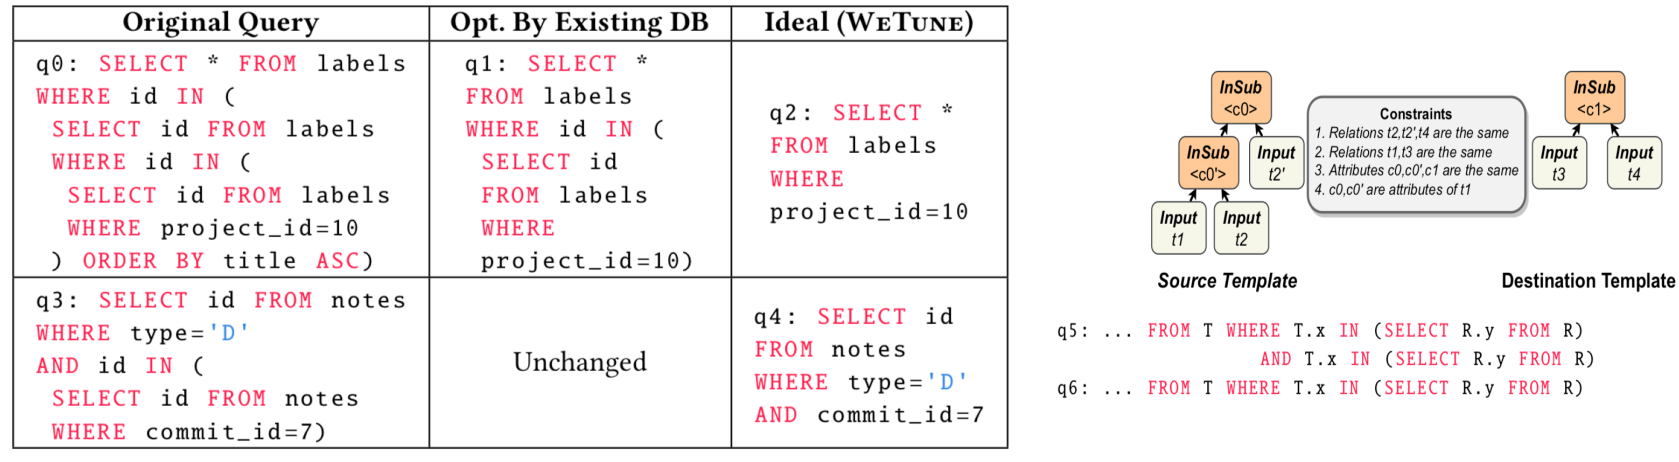 Original Query
Opt. By Existing DB
Ideal (WeTune)
q0: SELECT * FROM labels
WHERE id IN (
SELECT id FROM labels
WHERE id IN (
SELECT id FROM labels
WHERE project_id=10
) ORDER BY title ASC)
q1: SELECT *
FROM labels
WHERE id IN (
SELECT id
FROM labels
WHERE
project_id=10)
q2: SELECT *
FROM labels
WHERE
project_id=10
q3: SELECT id FROM notes
WHERE type='D'
AND id IN (
SELECT id FROM notes
WHERE commit_id=7)
Unchanged
q4: SELECT id
FROM notes
WHERE type='D'
AND commit_id=7
InSub
<c0>
InSub
<c0'>
Input
t2'
Input
t1
Input
t2
Source Template
Constraints
1. Relations t2,t2',t4 are the same
2. Relations t1,t3 are the same
3. Attributes c0,c0',c1 are the same
4. c0,c0' are attributes of t1
InSub
<c1>
Input
t3
Input
t4
Destination Template
q5: ... FROM T WHERE T.x IN (SELECT R.y FROM R)
AND T.x IN (SELECT R.y FROM R)
q6: ... FROM T WHERE T.x IN (SELECT R.y FROM R)